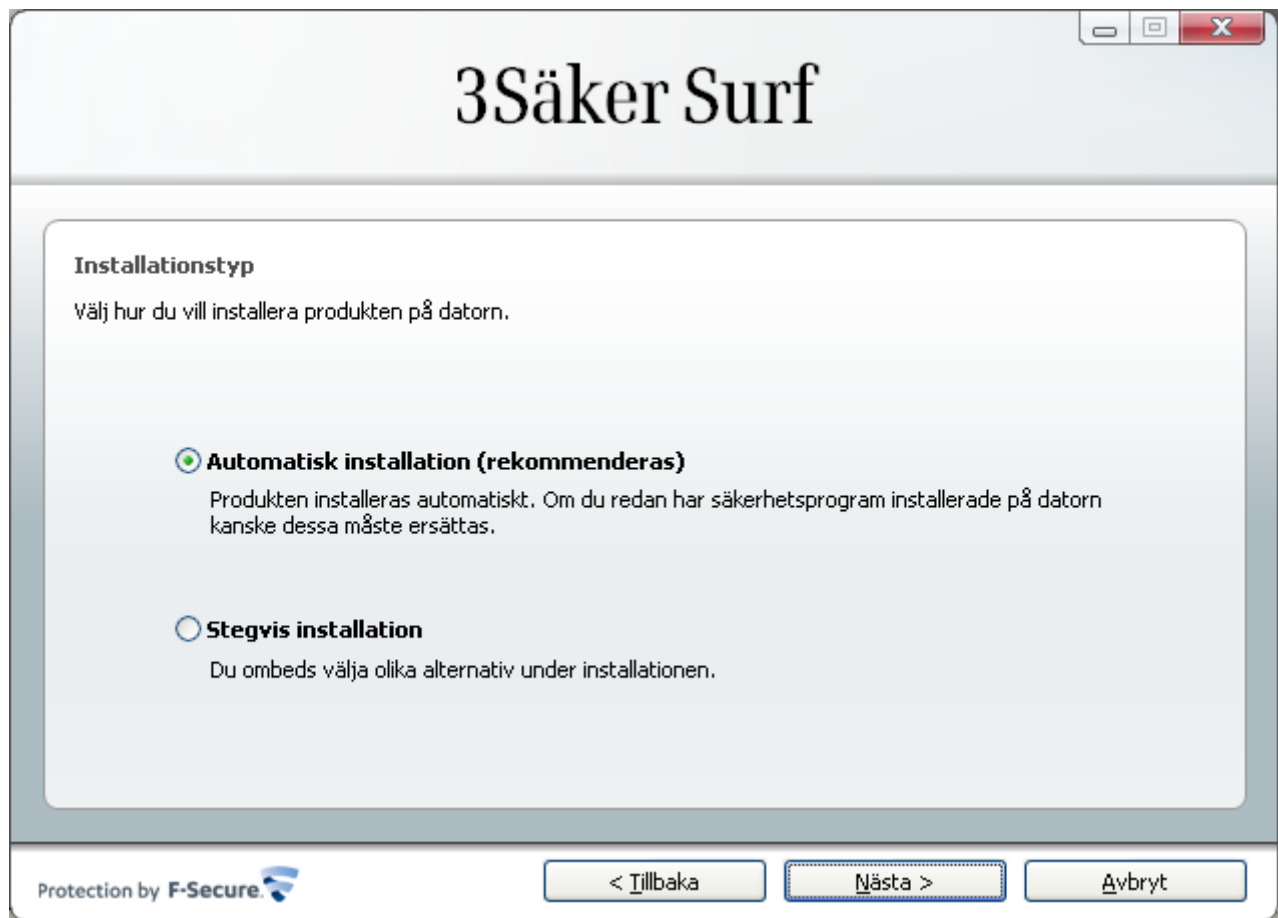 3Säker Surf
Installationstyp
Välj hur du vill installera produkten på datorn.
Automatisk installation (rekommenderas)
Produkten installeras automatiskt. Om du redan har säkerhetsprogram installerade på datorn
kanske dessa måste ersättas.
Stegvis installation
Du ombeds välja olika alternativ under installationen.
Protection by F-Secure.
< Tillbaka
Nästa >
Avbryt